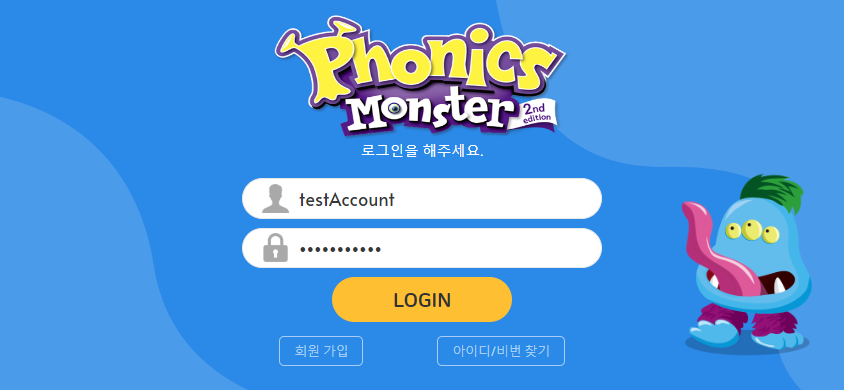 Phonics
Monster
2nd
edition
로그인을 해주세요.
testAccount
•••••••••••
LOGIN
회원 가입
아이디/비번 찾기